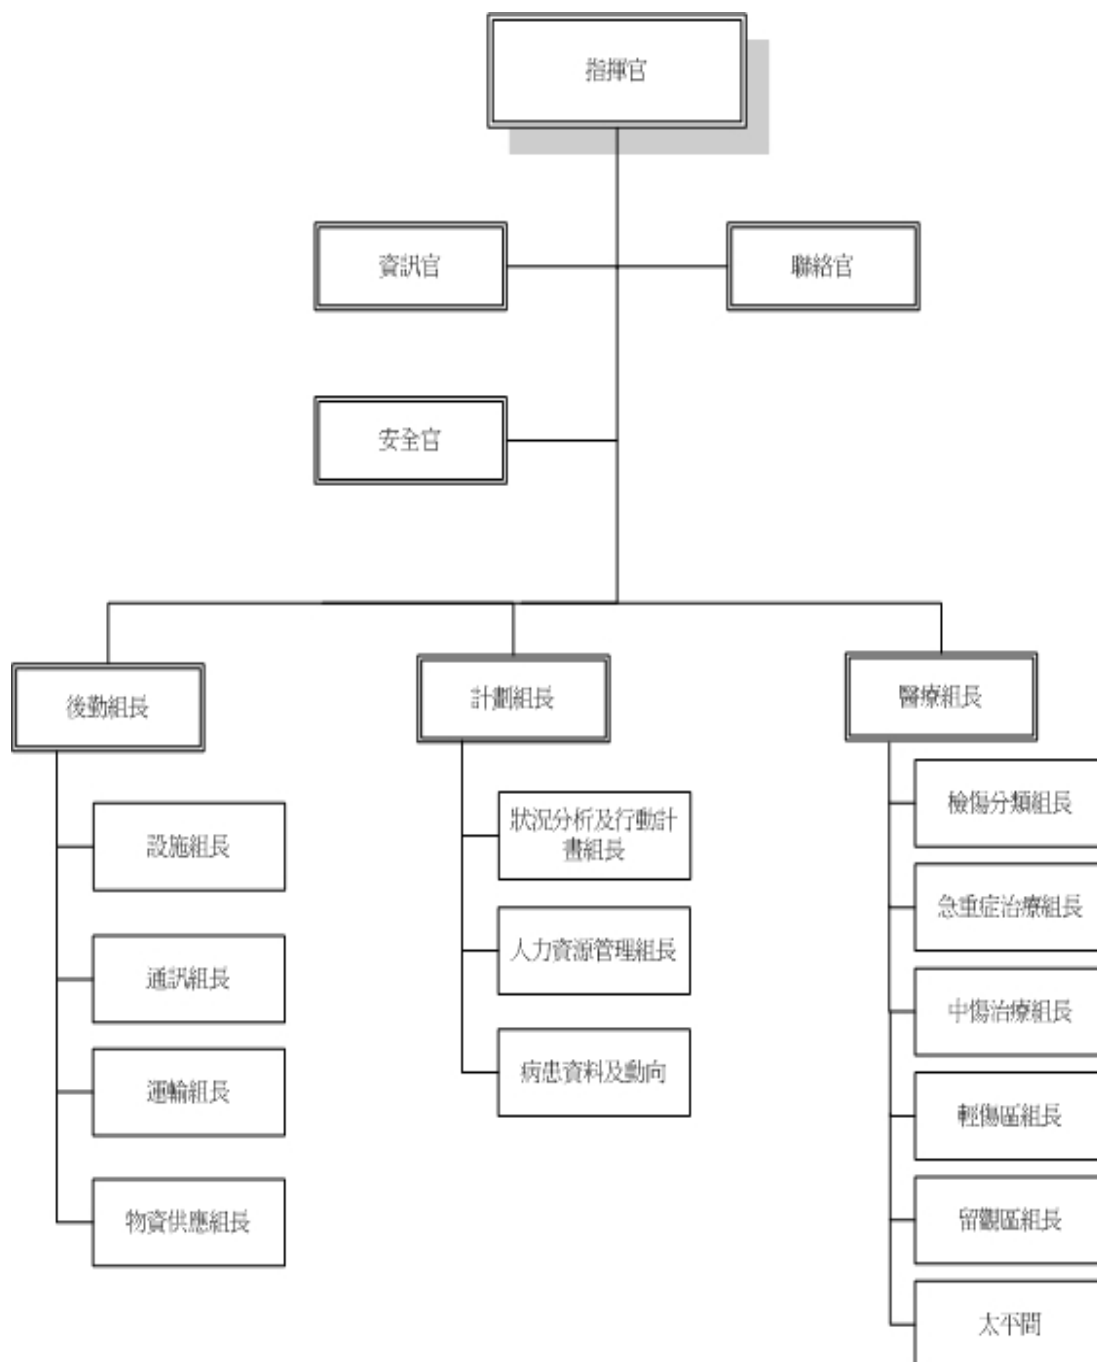 指揮官
資訊官
聯絡官
安全官
後勤組長
計劃組長
醫療組長
設施組長
通訊組長
運輸組長
物資供應組長
狀況分析及行動計
畫組長
人力資源管理組長
病患資料及動向
檢傷分類組長
急重症治療組長
中傷治療組長
輕傷區組長
留觀區組長
太平間